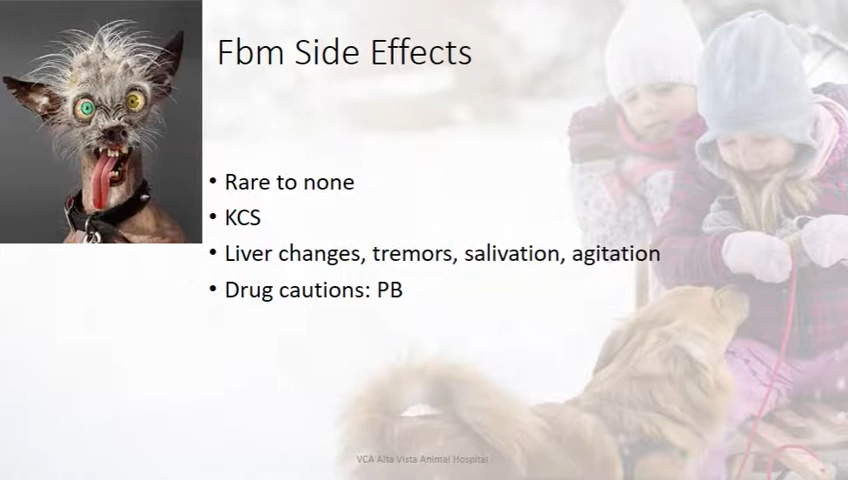 Fbm Side Effects
• Rare to none
• KCS
• Liver changes, tremors, salivation, agitation
• Drug cautions: PB
VCA Alta Vista Animal Hospital